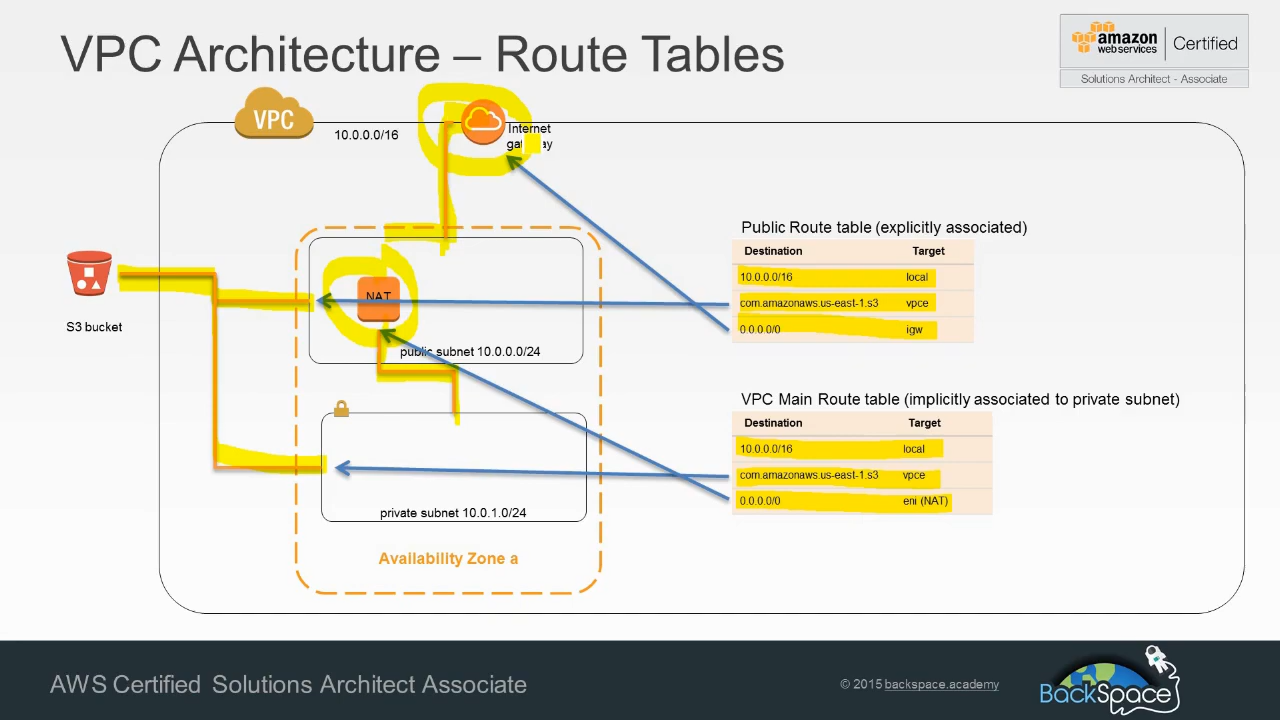 VPC Architecture – Route Tables
amazon
web services
Certified
Solutions Architect - Associate
VPC
10.0.0.0/16
Internet
S3 bucket
NAT
public subnet 10.0.0.0/24
private subnet 10.0.1.0/24
Availability Zone a
Public Route table (explicitly associated)
Destination Target
10.0.0.0/16 local
com.amazonaws.us-east-1.s3 vpce
0.0.0.0/0 igw
VPC Main Route table (implicitly associated to private subnet)
Destination Target
10.0.0.0/16 local
com.amazonaws.us-east-1.s3 vpce
0.0.0.0/0 eni (NAT)
AWS Certified Solutions Architect Associate
© 2015 backspace.academy
BackSpace